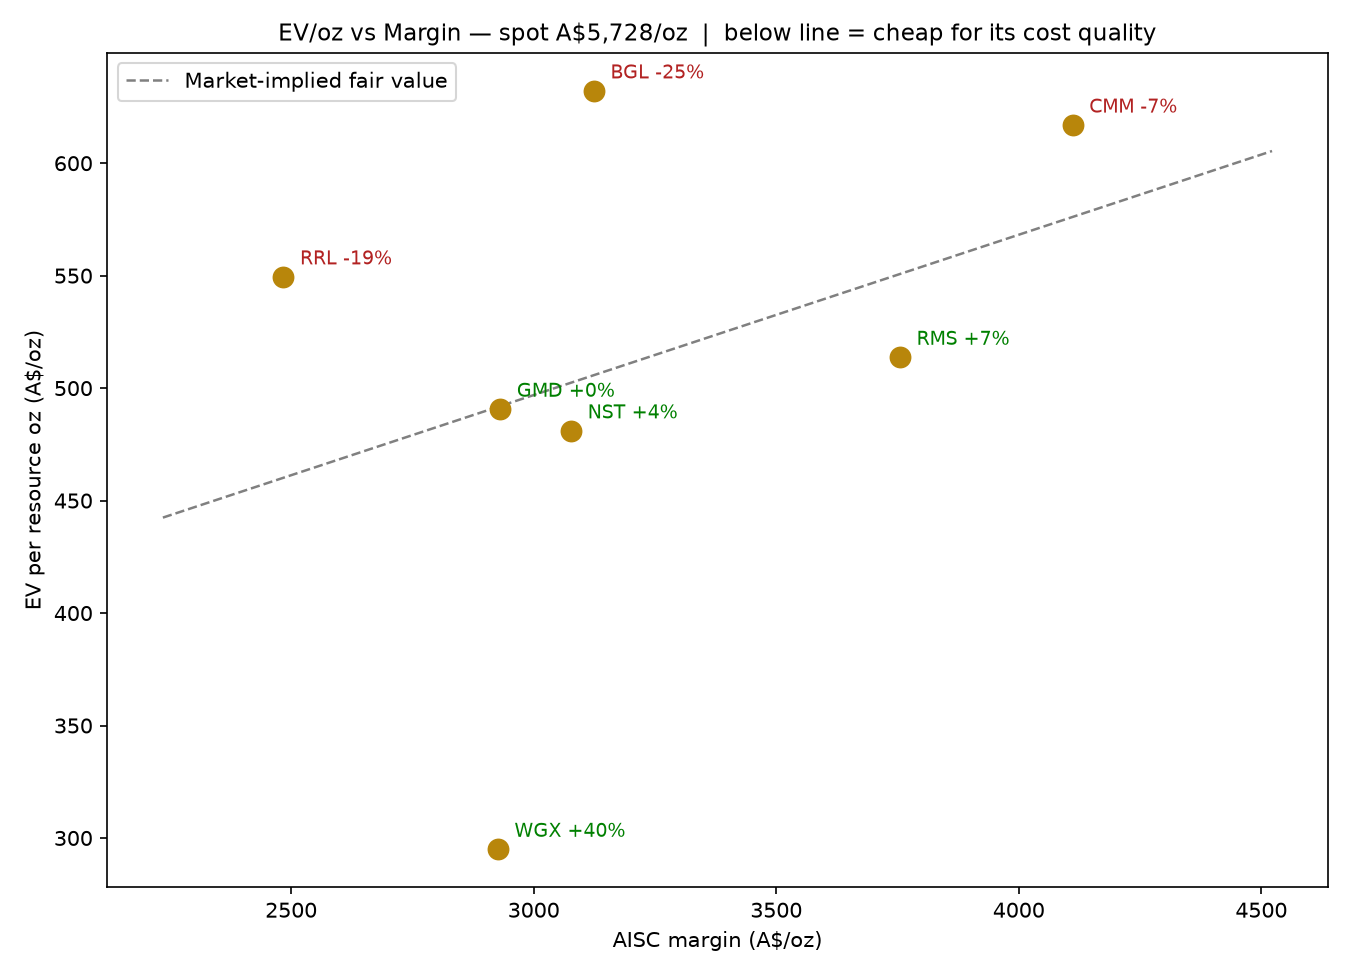 EV/oz vs Margin — spot A$5,728/oz | below line = cheap for its cost quality
Market-implied fair value
BGL -25%
CMM -7%
RRL -19%
RMS +7%
GMD +0%
NST +4%
WGX +40%
EV per resource oz (A$/oz)
600
550
500
450
400
350
300
2500
3000
3500
4000
4500
AISC margin (A$/oz)